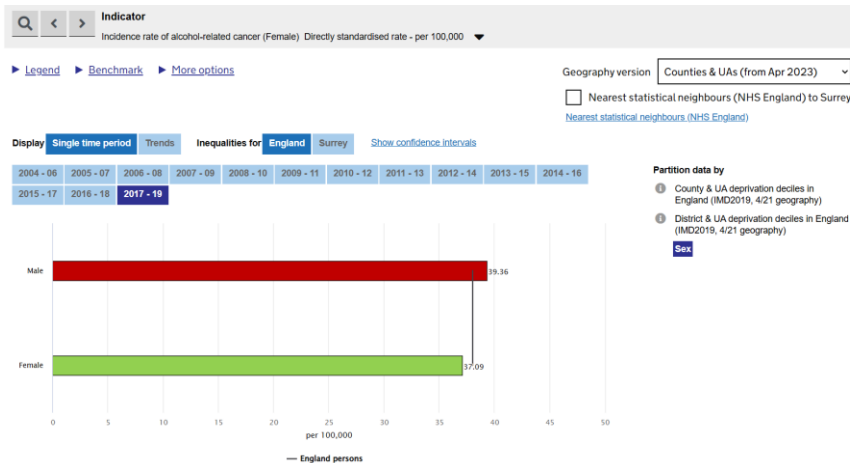 Indicator
Incidence rate of alcohol-related cancer (Female) Directly standardised rate - per 100,000
Legend Benchmark More options
Geography version Counties & UAs (from Apr 2023)
Nearest statistical neighbours (NHS England) to Surrey
Nearest statistical neighbours (NHS England)
Display Single time period Trends Inequalities for England Surrey Show confidence intervals
2004 - 06 2005 - 07 2006 - 08 2007 - 09 2008 - 10 2009 - 11 2010 - 12 2011 - 13 2012 - 14 2013 - 15 2014 - 16
2015 - 17 2016 - 18 2017 - 19
Partition data by
County & UA deprivation deciles in
England (IMD2019, 4/21 geography)
District & UA deprivation deciles in England
(IMD2019, 4/21 geography)
Sex
Male 39.36
Female 37.09
0 5 10 15 20 25 30 35 40 45 50
per 100,000
England persons